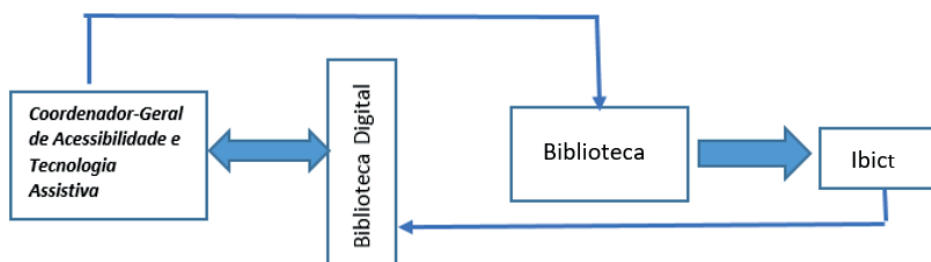 Coordenador-Geral
de Acessibilidade e
Tecnologia
Assistiva
Biblioteca Digital
Biblioteca
Ibict